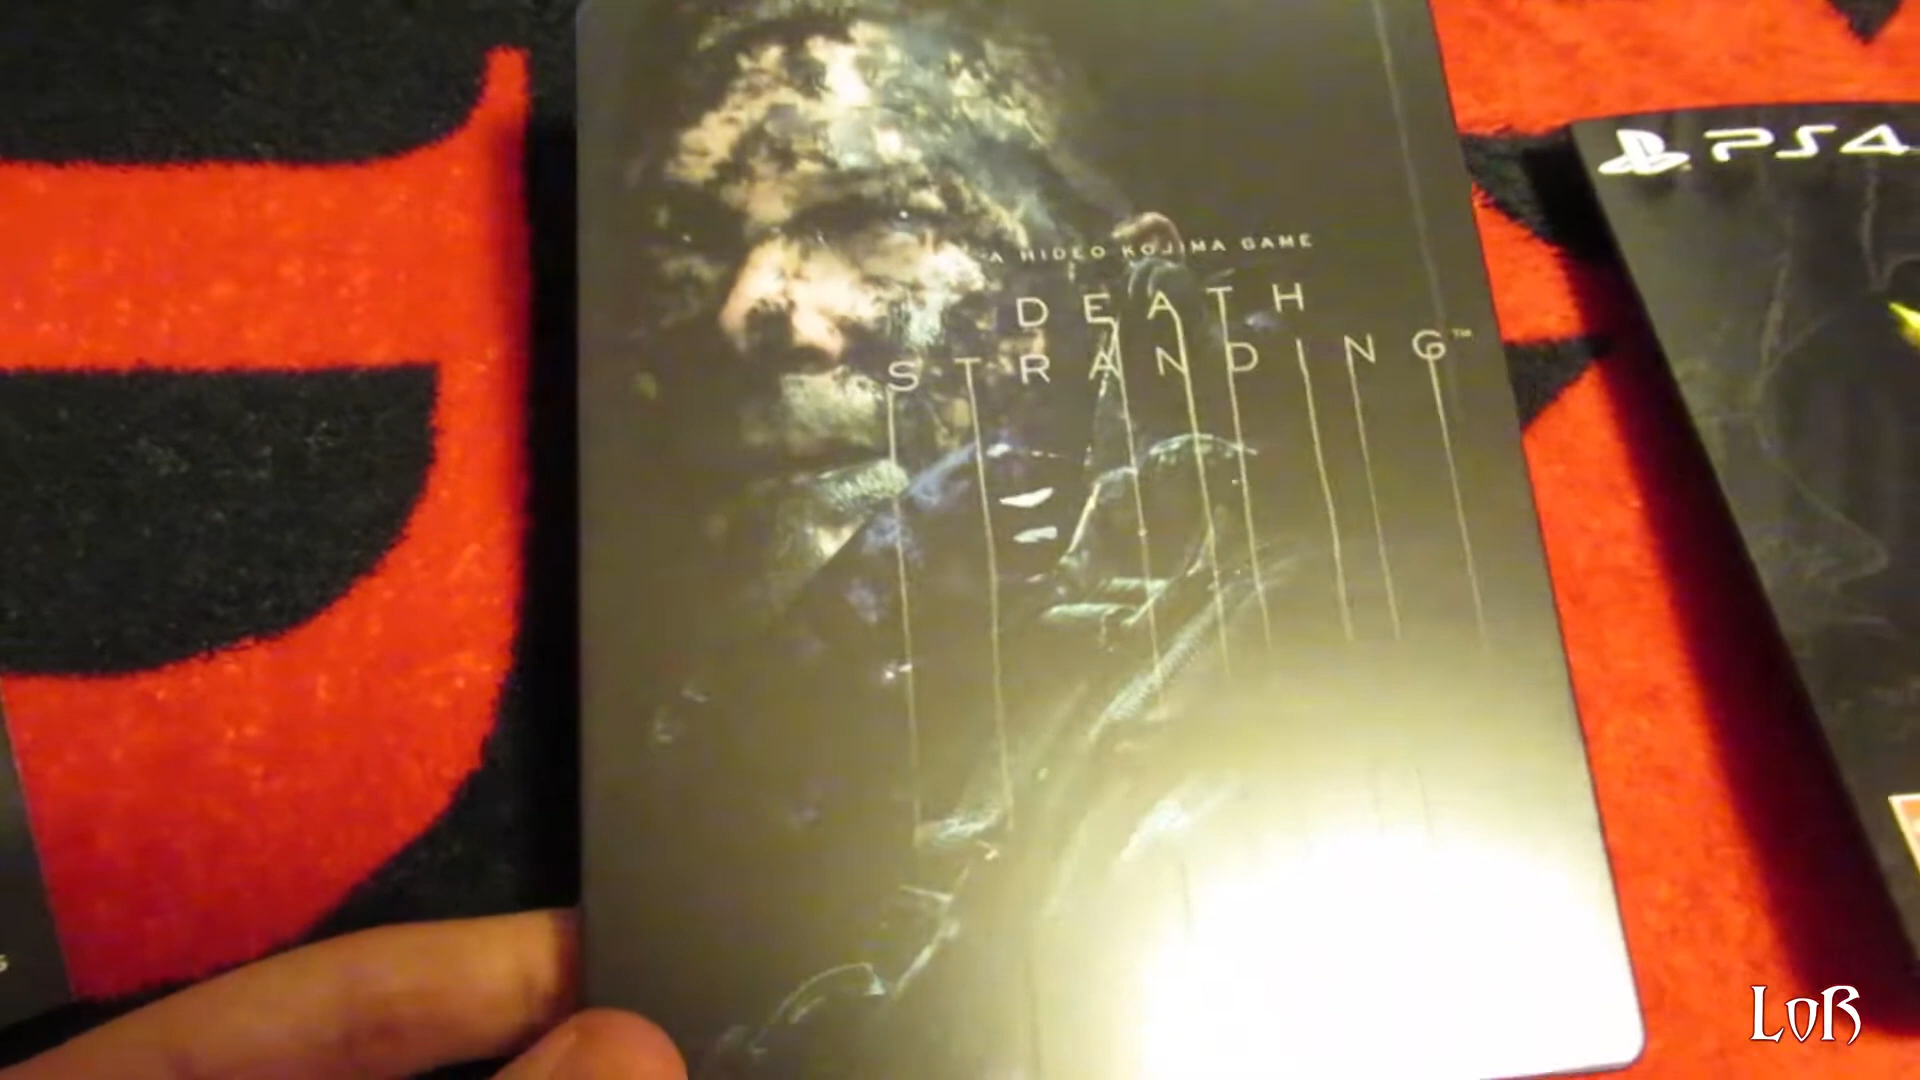 A HIDEO KOJIMA GAME
DEATH
STRANDING™
PS4
LOR